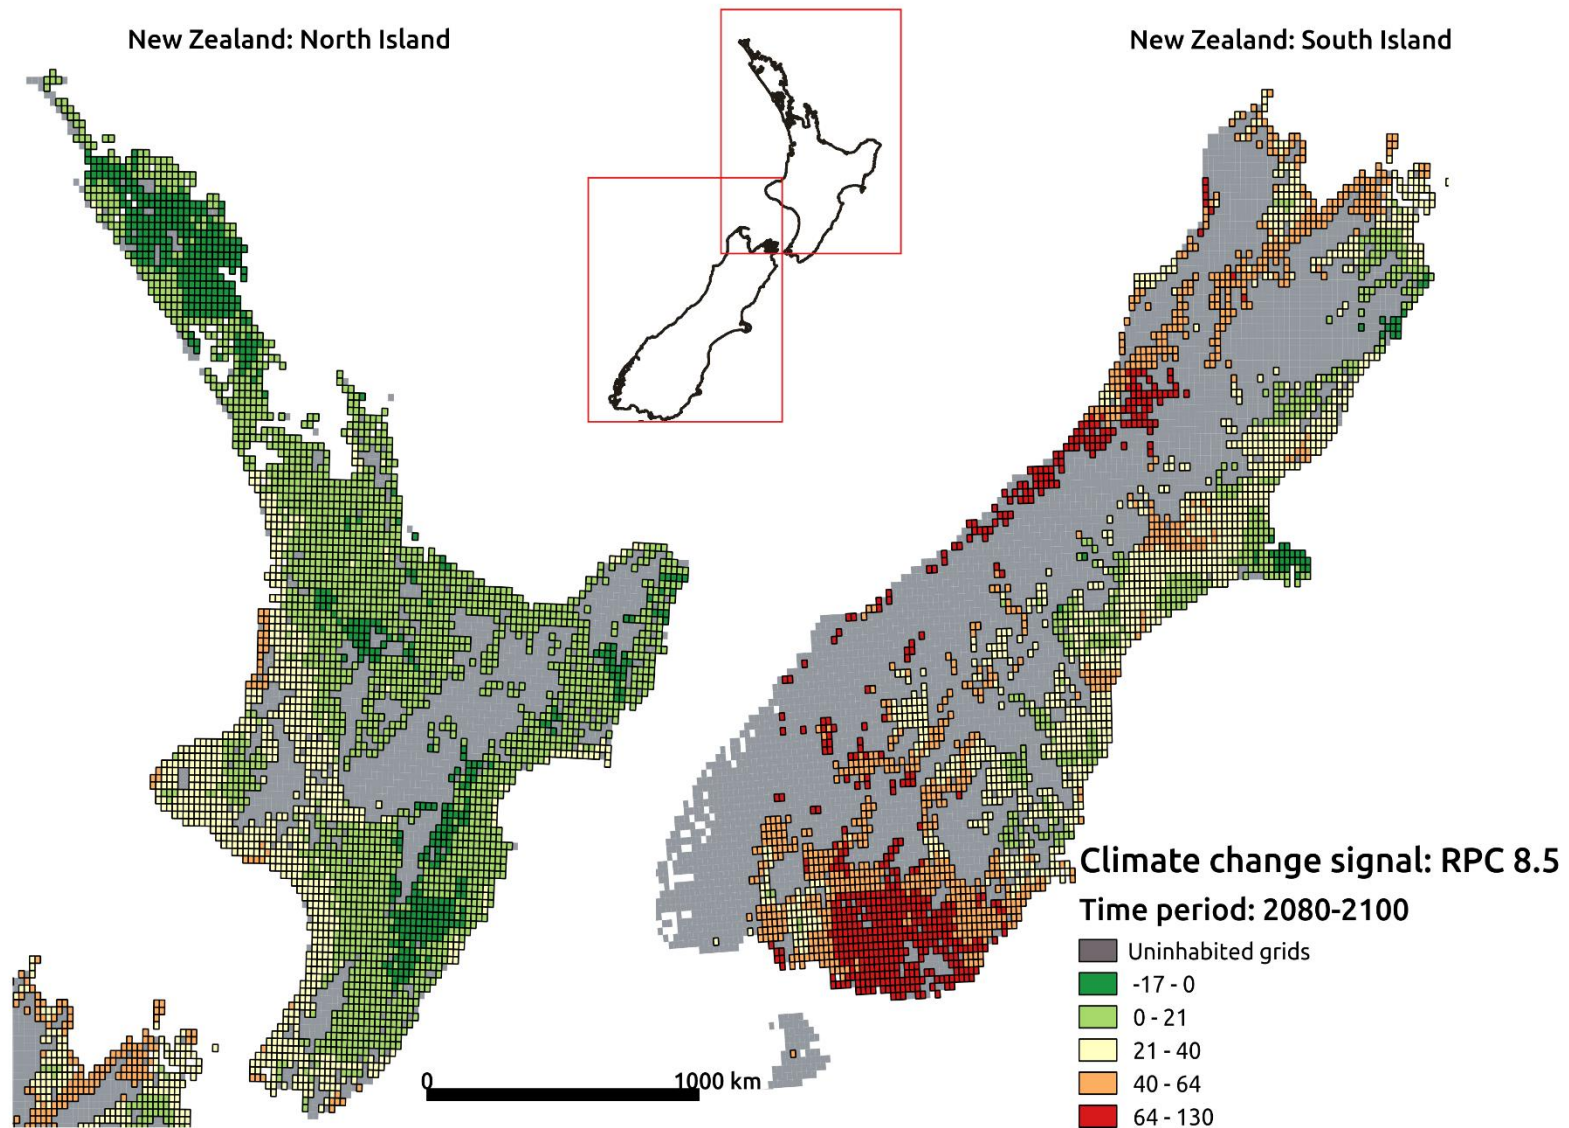 New Zealand: North Island
New Zealand: South Island
Climate change signal: RPC 8.5
Time period: 2080-2100
Uninhabited grids
-17 - 0
0 - 21
21 - 40
40 - 64
64 - 130
0 1000 km